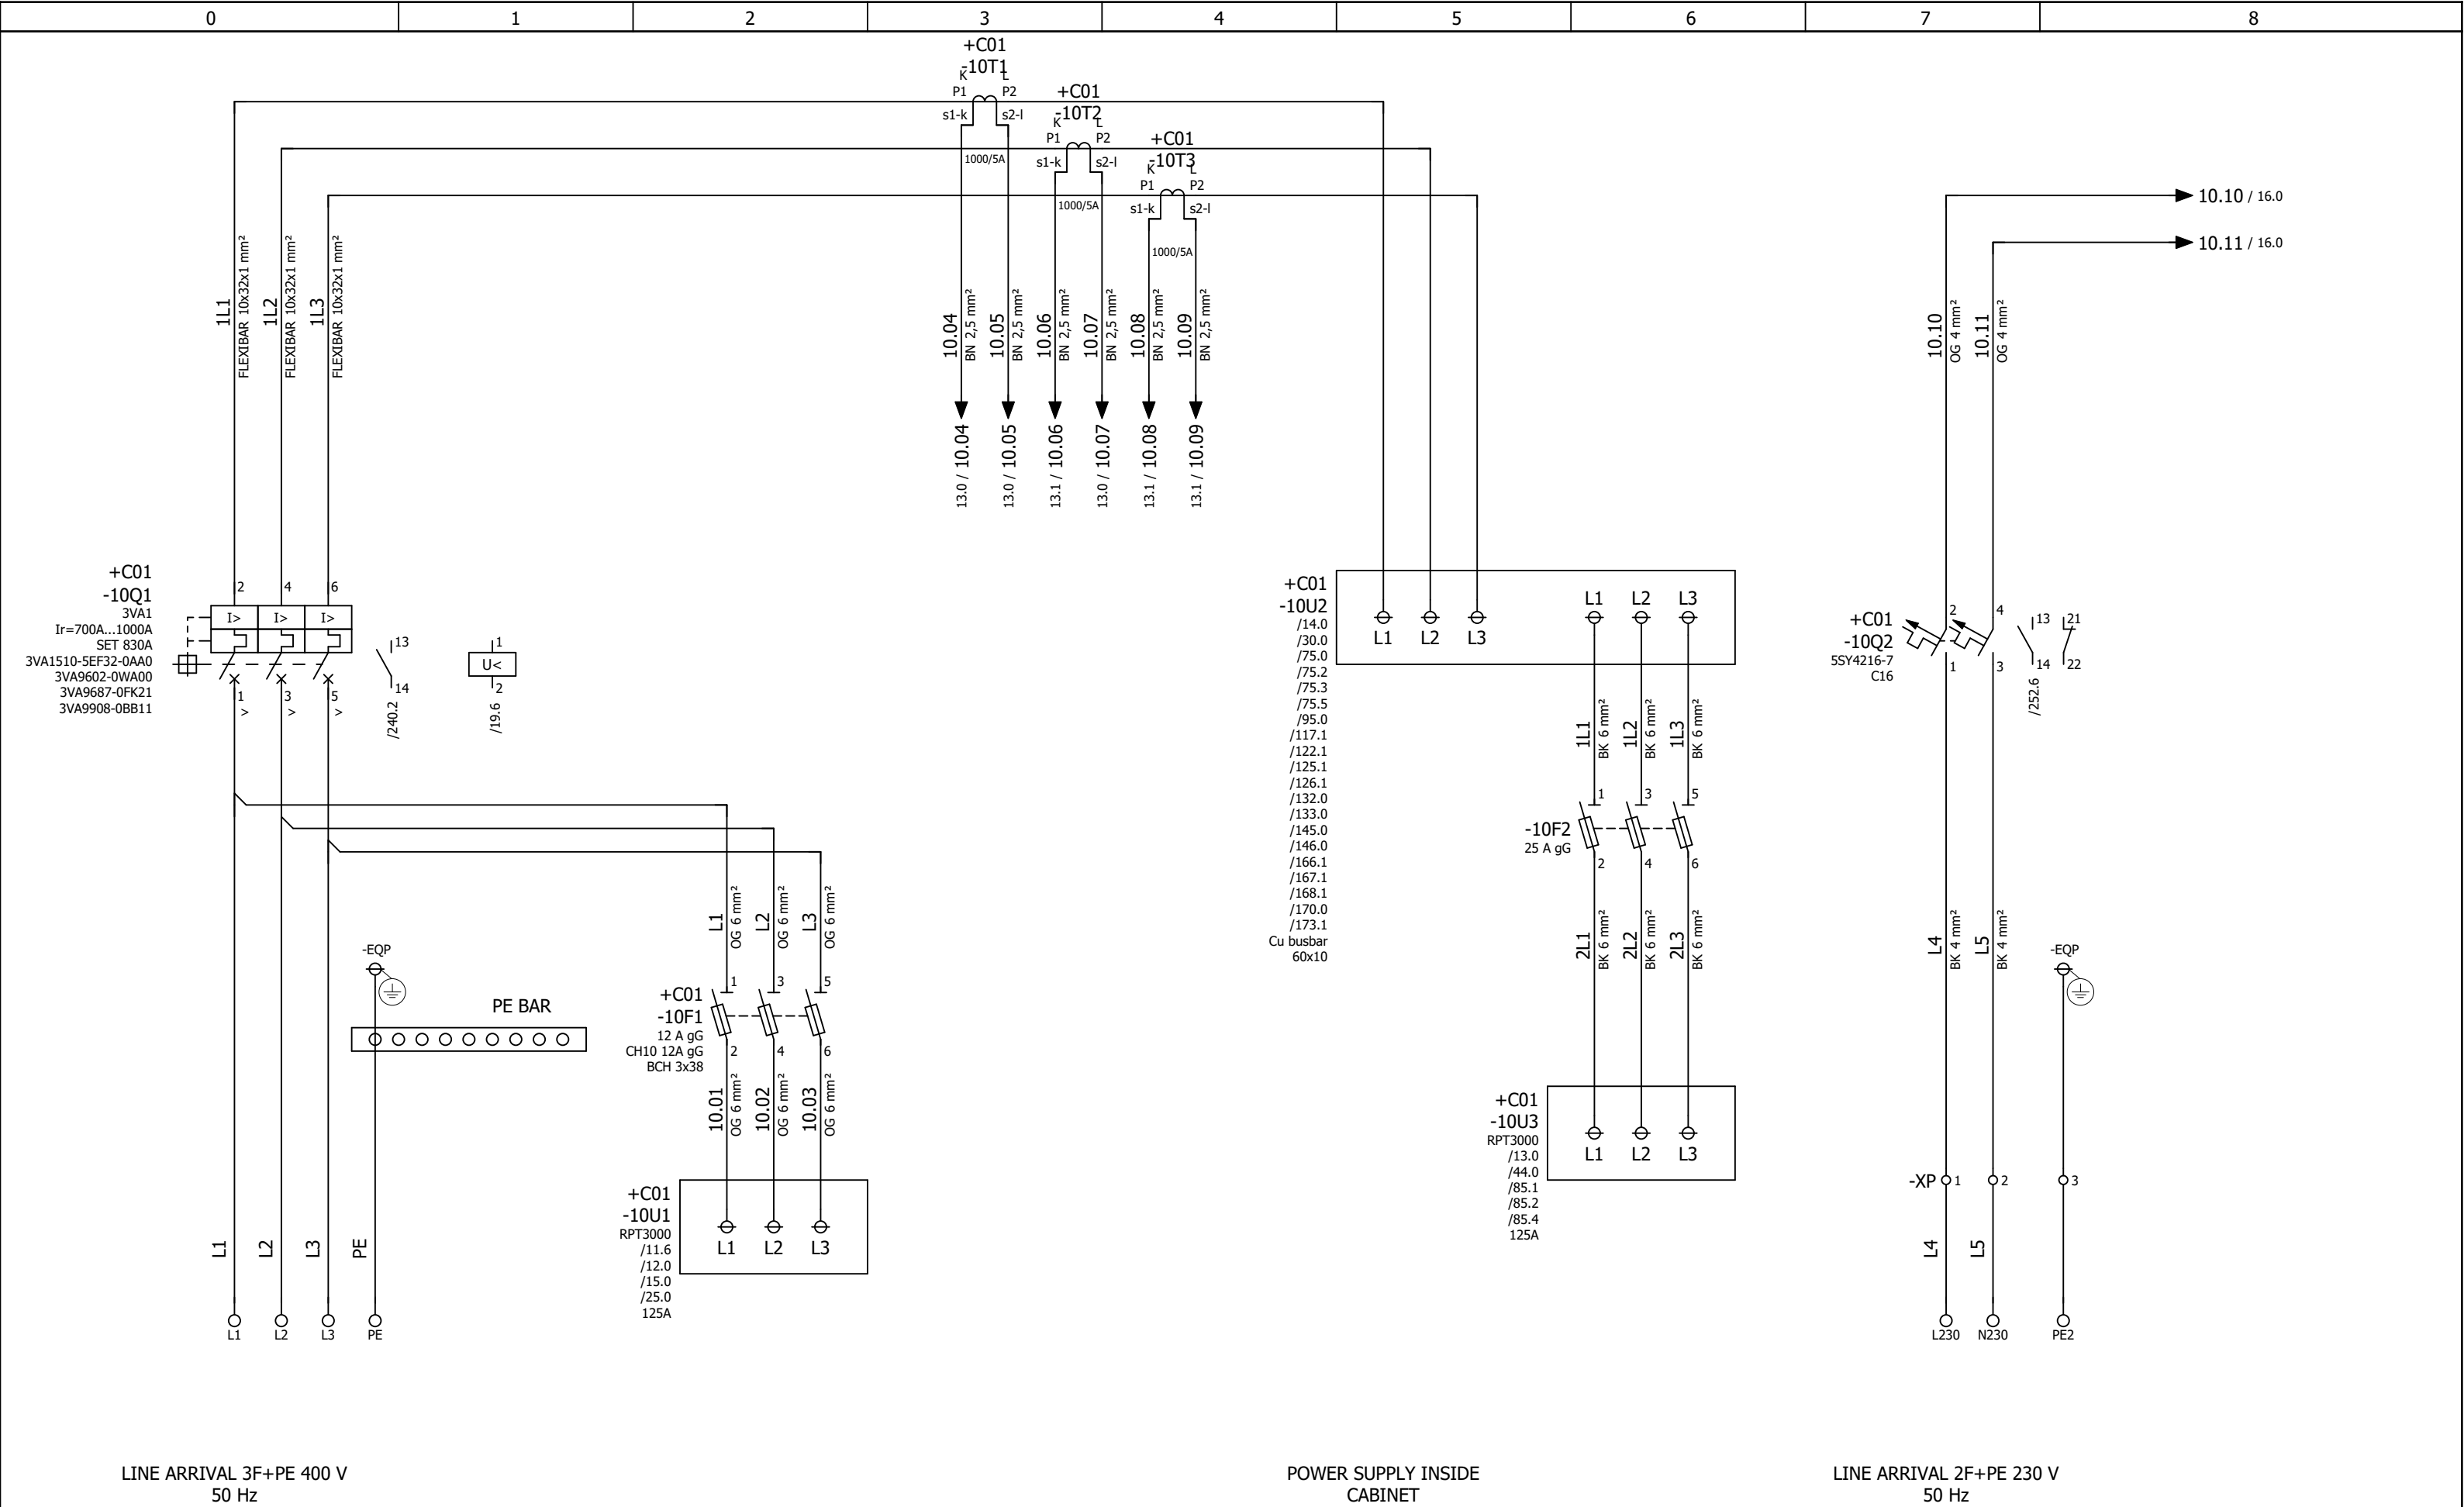 0 1 2 3 4 5 6 7 8
+C01
-10T1
K L
P1 P2
s1-k s2-l
1000/5A
+C01
-10T2
K L
P1 P2
s1-k s2-l
1000/5A
+C01
-10T3
K L
P1 P2
s1-k s2-l
1000/5A
10.10 / 16.0
10.11 / 16.0
1L1
FLEXIBAR 10x32x1 mm²
1L2
FLEXIBAR 10x32x1 mm²
1L3
FLEXIBAR 10x32x1 mm²
10.04
BN 2,5 mm²
10.05
BN 2,5 mm²
10.06
BN 2,5 mm²
10.07
BN 2,5 mm²
10.08
BN 2,5 mm²
10.09
BN 2,5 mm²
13.0 / 10.04
13.0 / 10.05
13.1 / 10.06
13.0 / 10.07
13.1 / 10.08
13.1 / 10.09
10.10
OG 4 mm²
10.11
OG 4 mm²
+C01
-10Q1
3VA1
Ir=700A...1000A
SET 830A
3VA1510-5EF32-0AA0
3VA9602-0WA00
3VA9687-0FK21
3VA9908-0BB11
2 4 6
I> I> I>
1 3 5
> > >
13
14
/240.2
1
U<
2
/19.6
+C01
-10U2
/14.0
/30.0
/75.0
/75.2
/75.3
/75.5
/95.0
/117.1
/122.1
/125.1
/126.1
/132.0
/133.0
/145.0
/146.0
/166.1
/167.1
/168.1
/170.0
/173.1
Cu busbar
60x10
L1 L2 L3
L1 L2 L3
1L1
BK 6 mm²
1L2
BK 6 mm²
1L3
BK 6 mm²
-10F2
25 A gG
1 3 5
2 4 6
2L1
BK 6 mm²
2L2
BK 6 mm²
2L3
BK 6 mm²
+C01
-10U3
RPT3000
/13.0
/44.0
/85.1
/85.2
/85.4
125A
L1 L2 L3
+C01
-10Q2
5SY4216-7
C16
2 4
1 3
13 21
14 22
/252.6
L4
BK 4 mm²
L5
BK 4 mm²
-EQP
-XP 1 2 3
L4
L5
L230 N230 PE2
L1
OG 6 mm²
L2
OG 6 mm²
L3
OG 6 mm²
+C01
-10F1
12 A gG
CH10 12A gG
BCH 3x38
1 3 5
2 4 6
10.01
OG 6 mm²
10.02
OG 6 mm²
10.03
OG 6 mm²
+C01
-10U1
RPT3000
/11.6
/12.0
/15.0
/25.0
125A
L1 L2 L3
-EQP
PE BAR
L1
L2
L3
PE
L1 L2 L3 PE
LINE ARRIVAL 3F+PE 400 V
50 Hz
POWER SUPPLY INSIDE
CABINET
LINE ARRIVAL 2F+PE 230 V
50 Hz